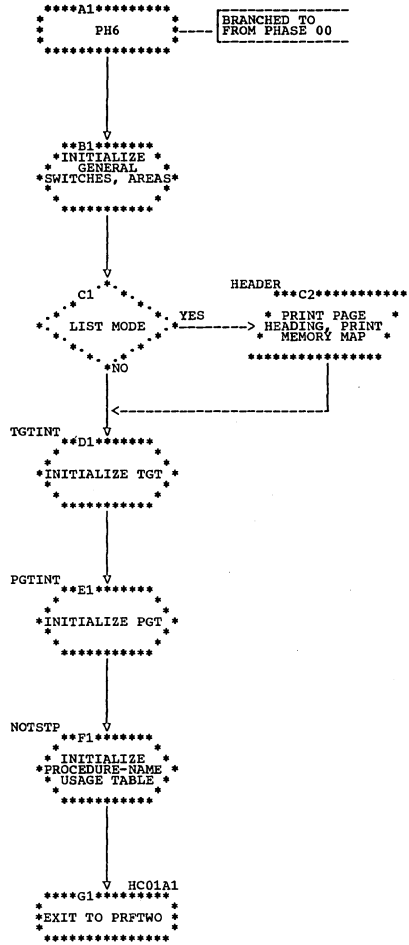 A1
PH6
BRANCHED TO
FROM PHASE 00
B1
INITIALIZE
GENERAL
SWITCHES, AREAS
C1
LIST MODE
YES
NO
HEADER
C2
PRINT PAGE
HEADING, PRINT
MEMORY MAP
TGTINT
D1
INITIALIZE TGT
PGTINT
E1
INITIALIZE PGT
NOTSTP
F1
INITIALIZE
PROCEDURE-NAME
USAGE TABLE
HC01A1
G1
EXIT TO PRFTWO